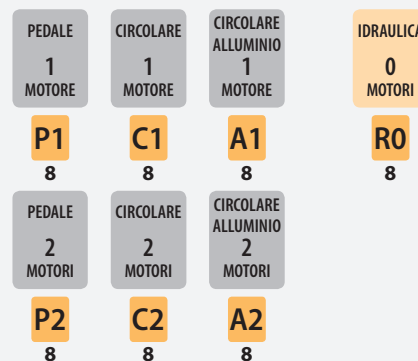 PEDALE
1
MOTORE
P1
8
CIRCOLARE
1
MOTORE
C1
8
CIRCOLARE
ALLUMINIO
1
MOTORE
A1
8
IDRAULICA
0
MOTORI
R0
8
PEDALE
2
MOTORI
P2
8
CIRCOLARE
2
MOTORI
C2
8
CIRCOLARE
ALLUMINIO
2
MOTORI
A2
8